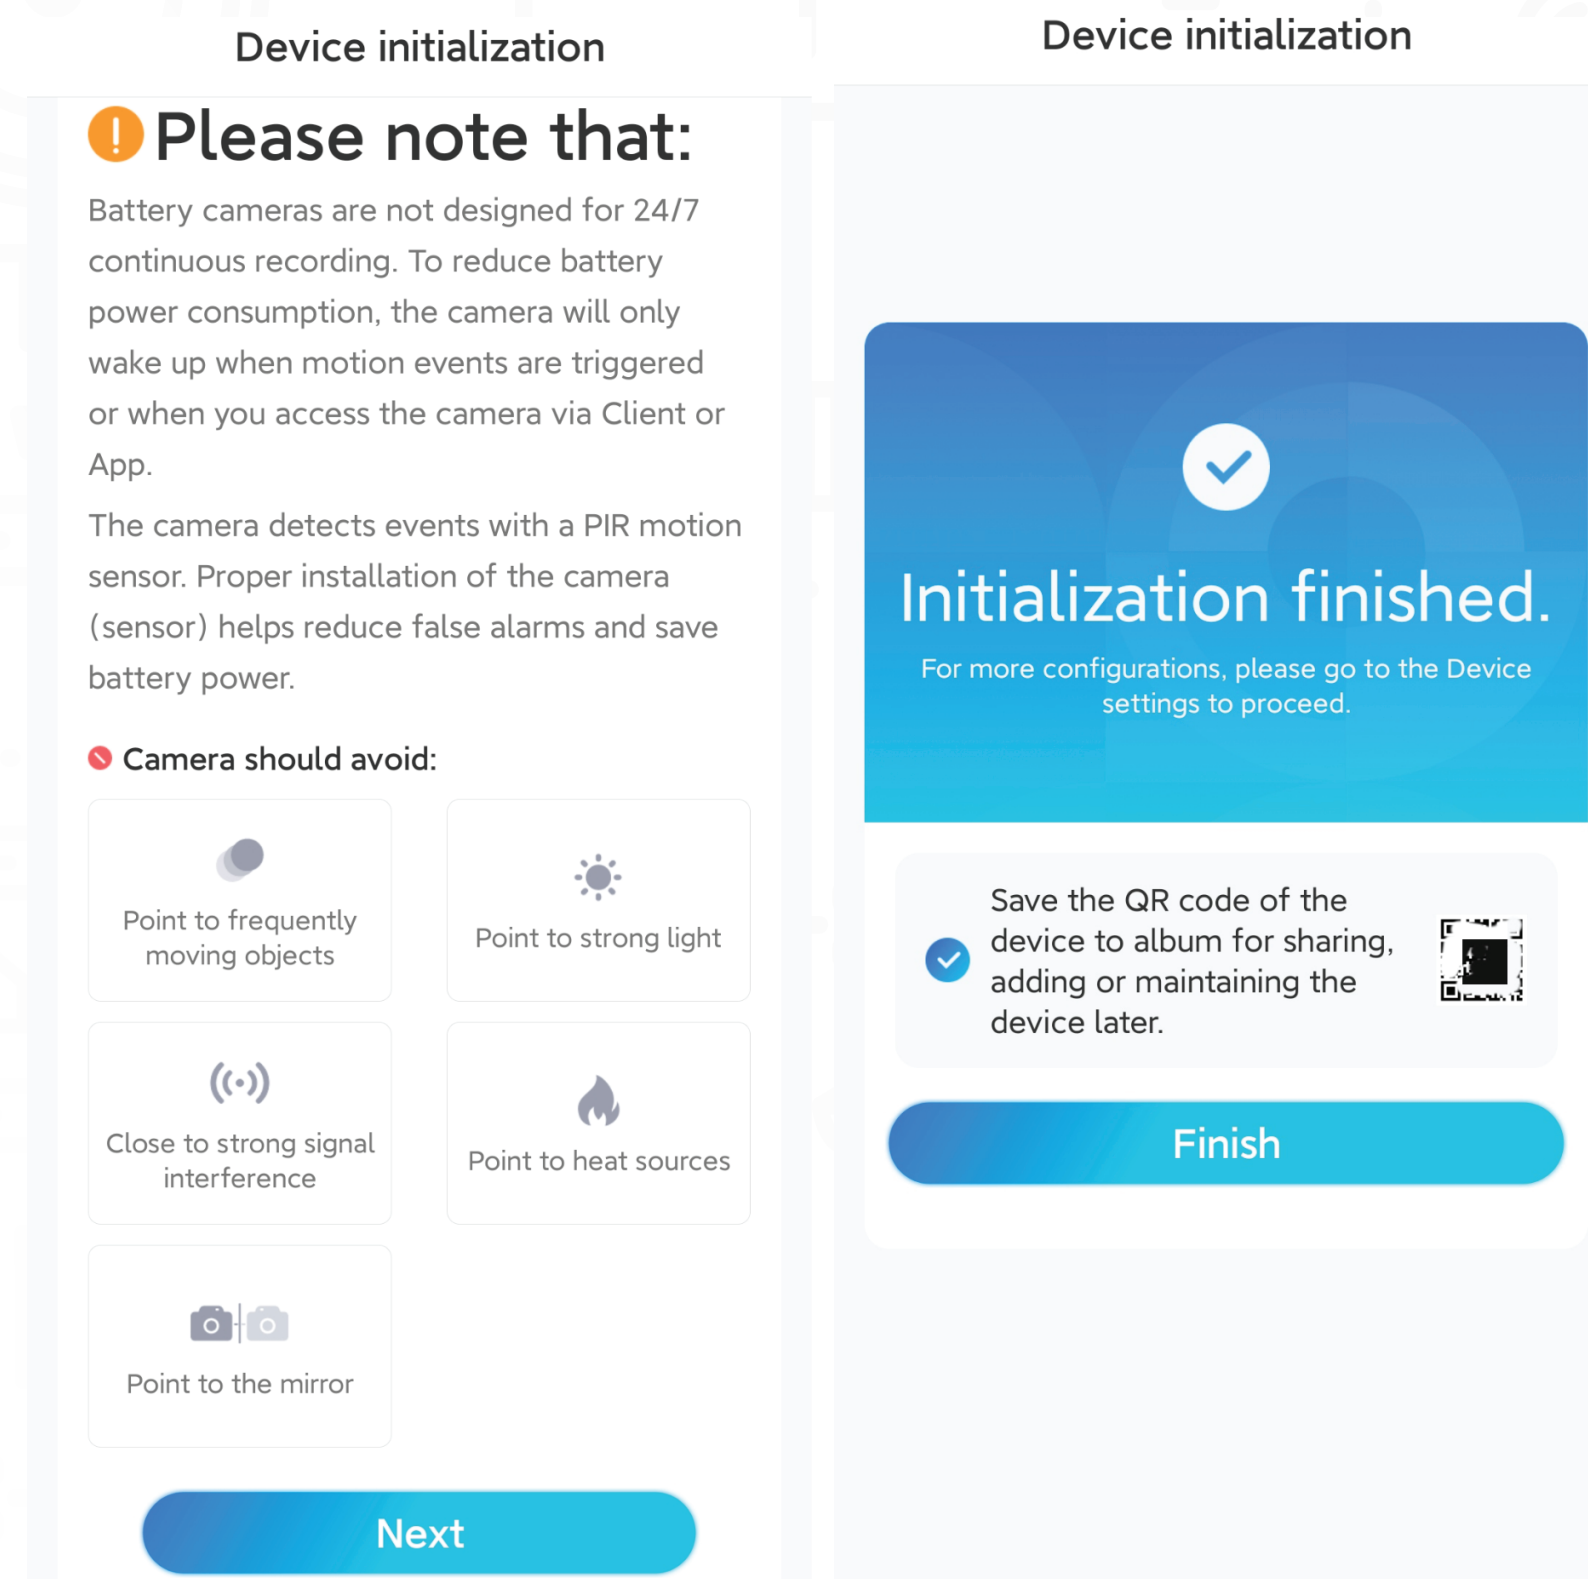 Device initialization
Please note that:
Battery cameras are not designed for 24/7
continuous recording. To reduce battery
power consumption, the camera will only
wake up when motion events are triggered
or when you access the camera via Client or
App.
The camera detects events with a PIR motion
sensor. Proper installation of the camera
(sensor) helps reduce false alarms and save
battery power.
Camera should avoid:
Point to frequently
moving objects
Point to strong light
Close to strong signal
interference
Point to heat sources
Point to the mirror
Next
Device initialization
Initialization finished.
For more configurations, please go to the Device
settings to proceed.
Save the QR code of the
device to album for sharing,
adding or maintaining the
device later.
Finish